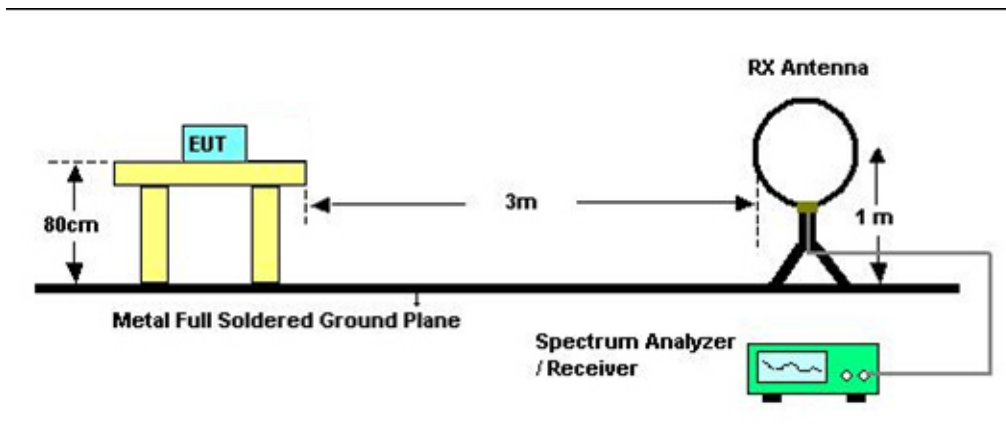 RX Antenna
EUT
3m
80cm
1 m
Metal Full Soldered Ground Plane
Spectrum Analyzer
/ Receiver